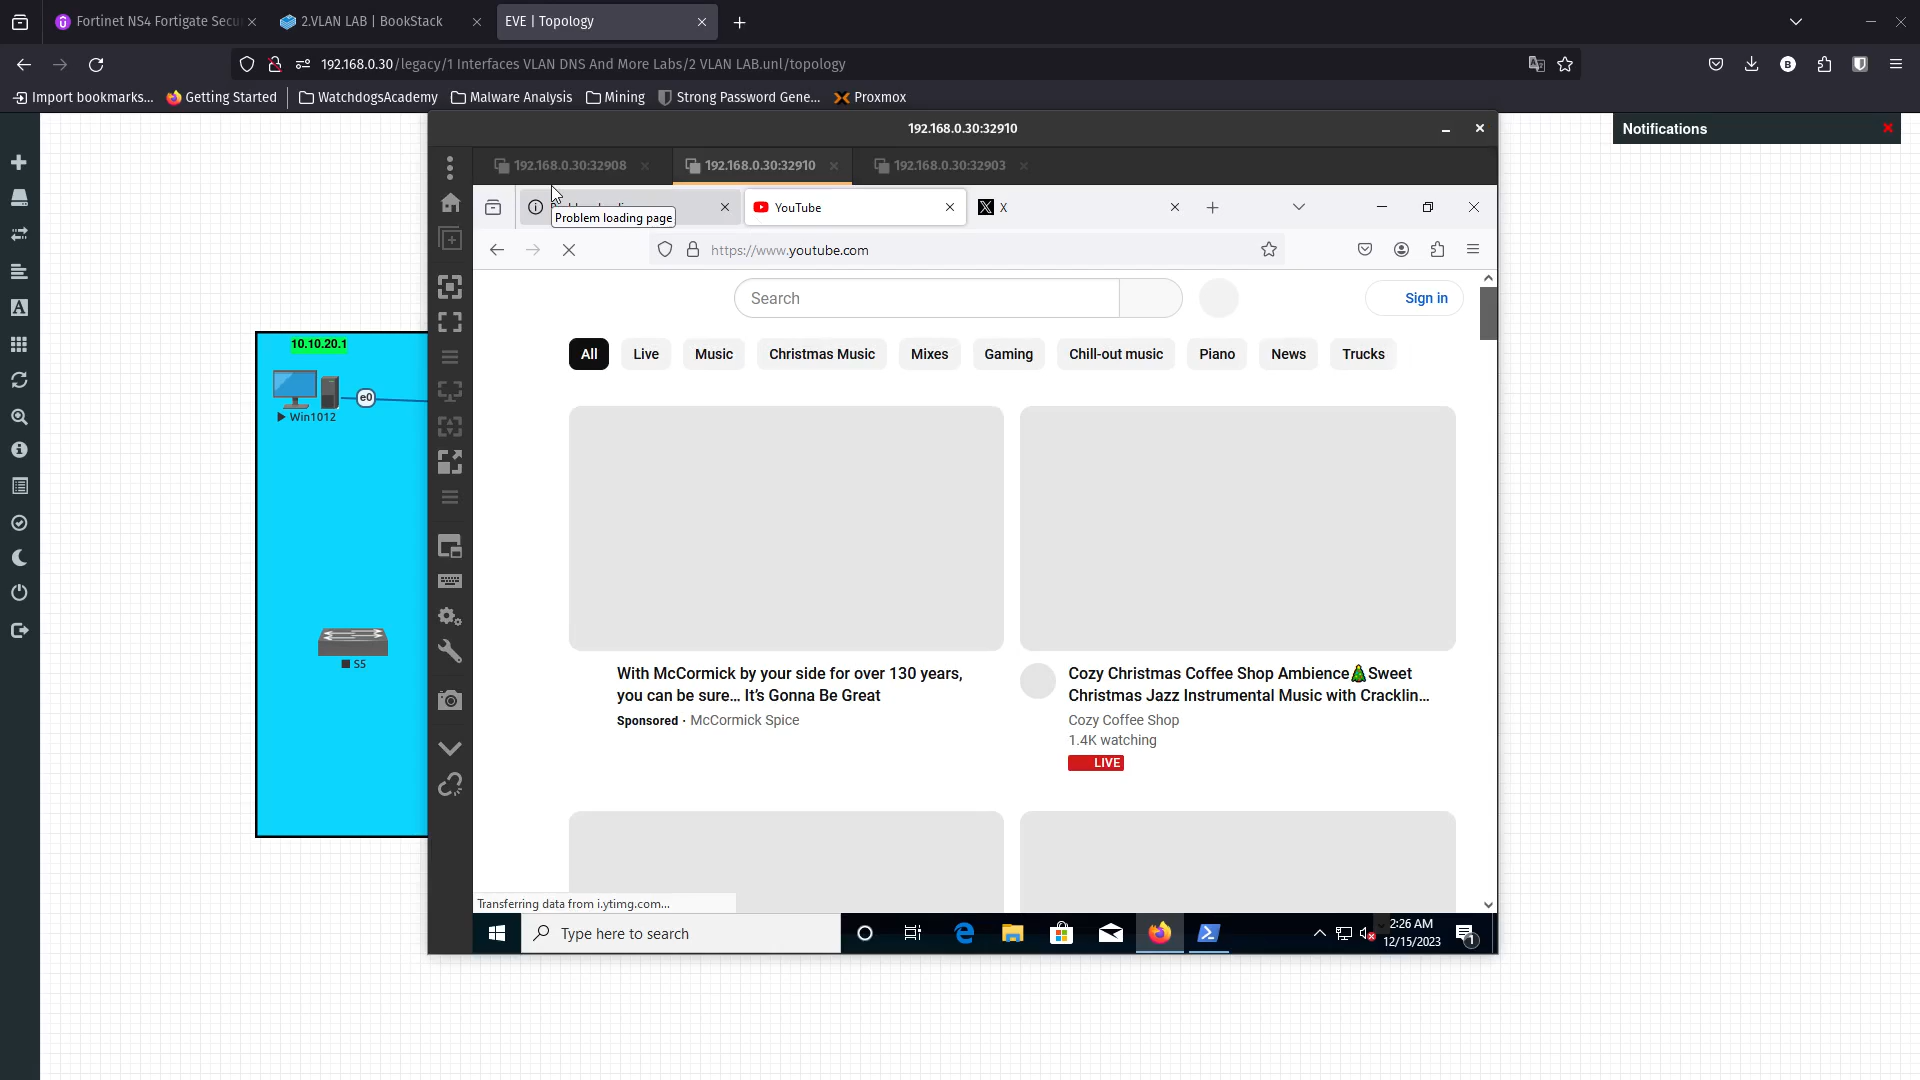 Fortinet NS4 Fortigate Secu
2.VLAN LAB | BookStack
EVE | Topology
192.168.0.30/legacy/1 Interfaces VLAN DNS And More Labs/2 VLAN LAB.unl/topology
Import bookmarks...
Getting Started
WatchdogsAcademy
Malware Analysis
Mining
Strong Password Gene...
Proxmox
192.168.0.30:32910
Notifications
192.168.0.30:32908
192.168.0.30:32910
192.168.0.30:32903
YouTube
X
Problem loading page
https://www.youtube.com
Search
Sign in
All
Live
Music
Christmas Music
Mixes
Gaming
Chill-out music
Piano
News
Trucks
10.10.20.1
e0
Win1012
S5
With McCormick by your side for over 130 years,
you can be sure... It's Gonna Be Great
Sponsored · McCormick Spice
Cozy Christmas Coffee Shop Ambience🎄Sweet
Christmas Jazz Instrumental Music with Cracklin...
Cozy Coffee Shop
1.4K watching
LIVE
Transferring data from i.ytimg.com...
Type here to search
2:26 AM
12/15/2023
1